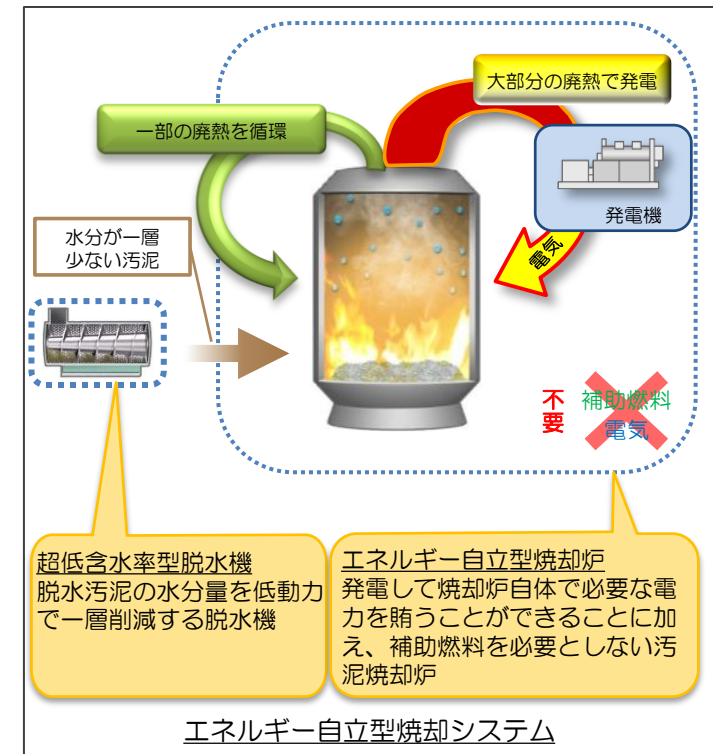 大部分の廃熱で発電
一部の廃熱を循環
発電機
水分が一層
少ない汚泥
電気
不要
補助燃料
電気
超低含水率型脱水機
脱水汚泥の水分量を低動力
で一層削減する脱水機
エネルギー自立型焼却炉
発電して焼却炉自体で必要な電
力を賄うことができることに加
え、補助燃料を必要としない汚
泥焼却炉
エネルギー自立型焼却システム